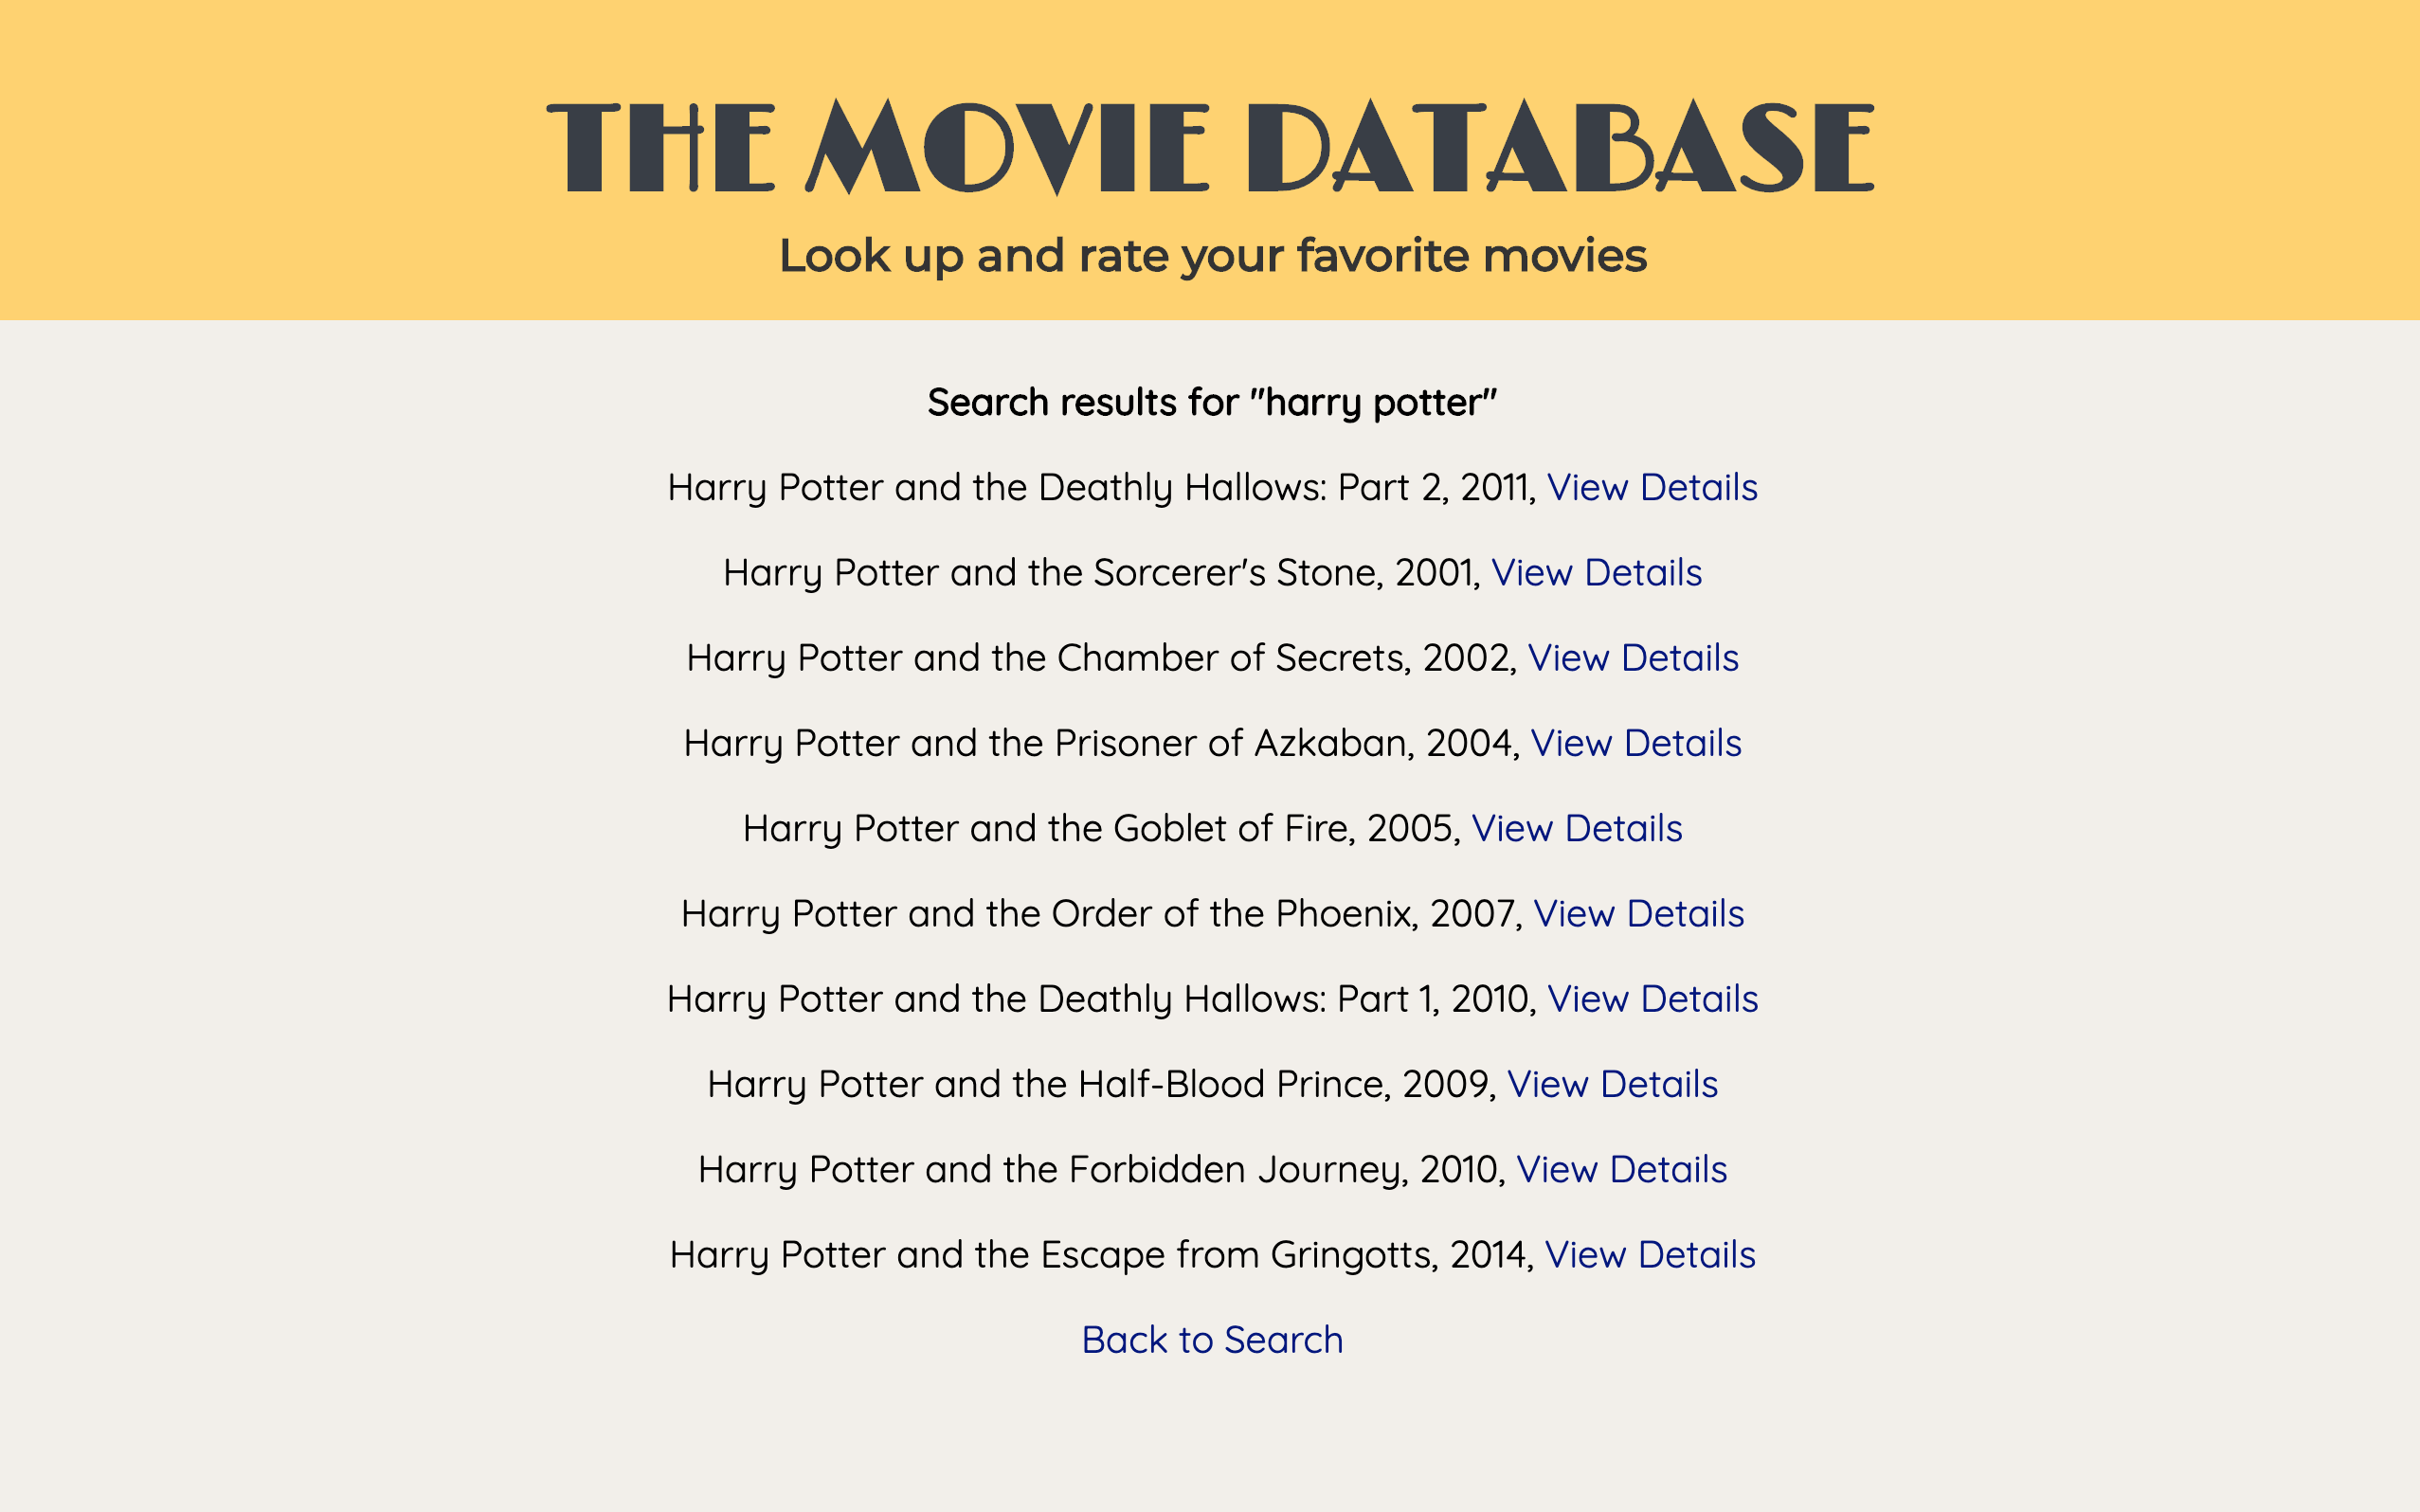 THE MOVIE DATABASE
Look up and rate your favorite movies
Search results for "harry potter"
Harry Potter and the Deathly Hallows: Part 2, 2011, View Details
Harry Potter and the Sorcerer's Stone, 2001, View Details
Harry Potter and the Chamber of Secrets, 2002, View Details
Harry Potter and the Prisoner of Azkaban, 2004, View Details
Harry Potter and the Goblet of Fire, 2005, View Details
Harry Potter and the Order of the Phoenix, 2007, View Details
Harry Potter and the Deathly Hallows: Part 1, 2010, View Details
Harry Potter and the Half-Blood Prince, 2009, View Details
Harry Potter and the Forbidden Journey, 2010, View Details
Harry Potter and the Escape from Gringotts, 2014, View Details
Back to Search